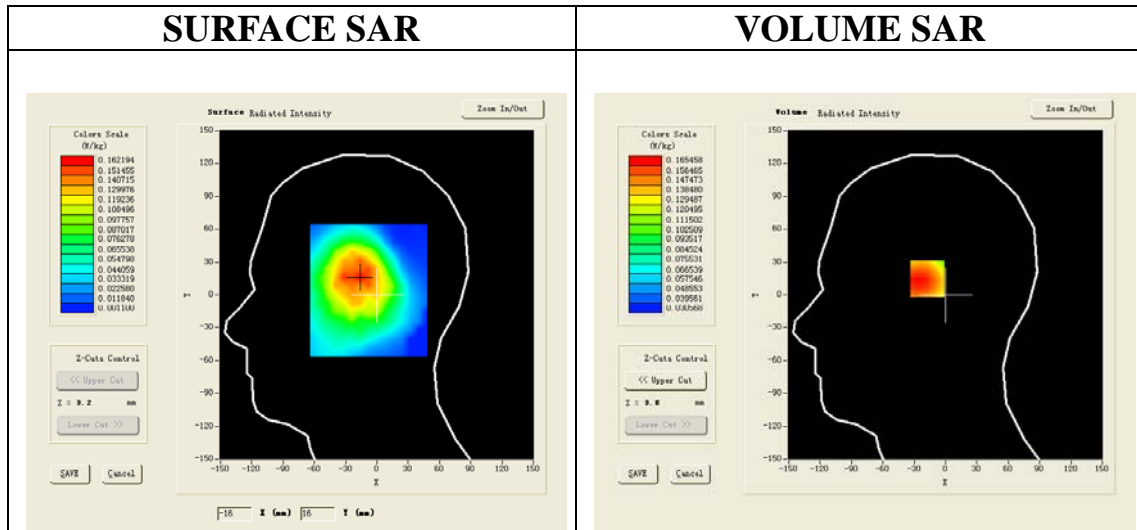 SURFACE SAR
Surface Radiated Intensity
Zoom In/Out
Colors Scale
(W/kg)
0.162194
0.151455
0.140715
0.129976
0.119236
0.108496
0.097757
0.087017
0.076278
0.065538
0.054798
0.044059
0.033319
0.022580
0.011840
0.001100
150
120
90
60
30
0
-30
-60
-90
-120
-150
Y
-150 -120 -90 -60 -30 0 30 60 90 120 150
X
Z-Cuts Control
<< Upper Cut
Z = mm
Lower Cut >>
SAVE Cancel
-16 X (mm) 16 Y (mm)
VOLUME SAR
Volume Radiated Intensity
Zoom In/Out
Colors Scale
(W/kg)
0.165458
0.156465
0.147473
0.138480
0.129487
0.120495
0.111502
0.102509
0.093517
0.084524
0.075531
0.066539
0.057546
0.048553
0.039561
0.030568
150
120
90
60
30
0
-30
-60
-90
-120
-150
Y
-150 -120 -90 -60 -30 0 30 60 90 120 150
X
Z-Cuts Control
<< Upper Cut
Z = mm
Lower Cut >>
SAVE Cancel